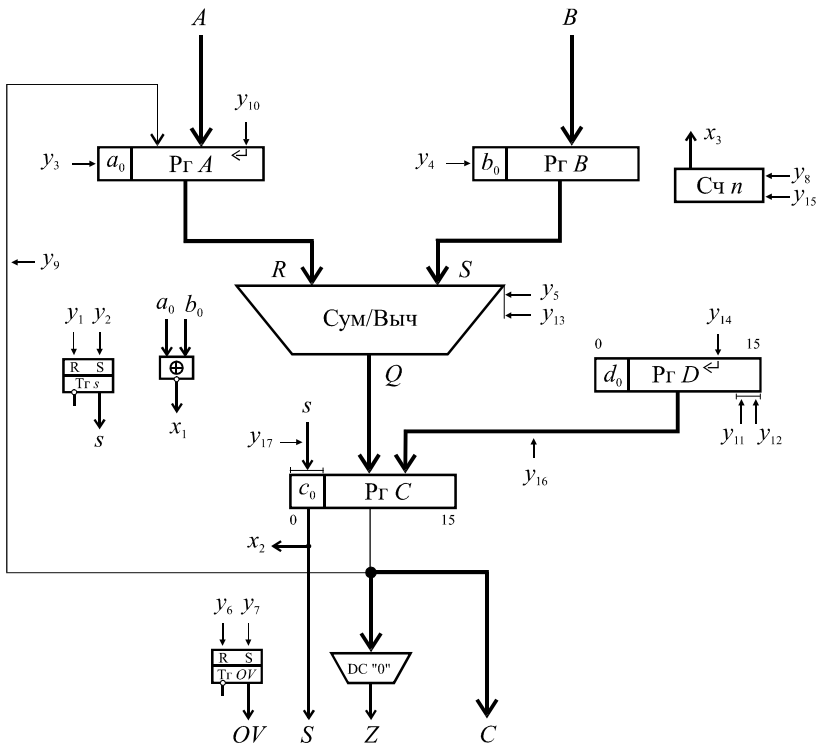 A B
y10
y3 a0 Рг A y4 b0 Рг B x3
Сч n y8
y15
y9
R S
y5
Сум/Выч y13
a0 b0
y1 y2
0 y14 15
R S
Тг s ⊕ d0 Рг D
Q
s x1 s y11 y12
y17
y16
c0 Рг C
0 15
x2
y6 y7
R S
Тг OV DC "0"
OV S Z C